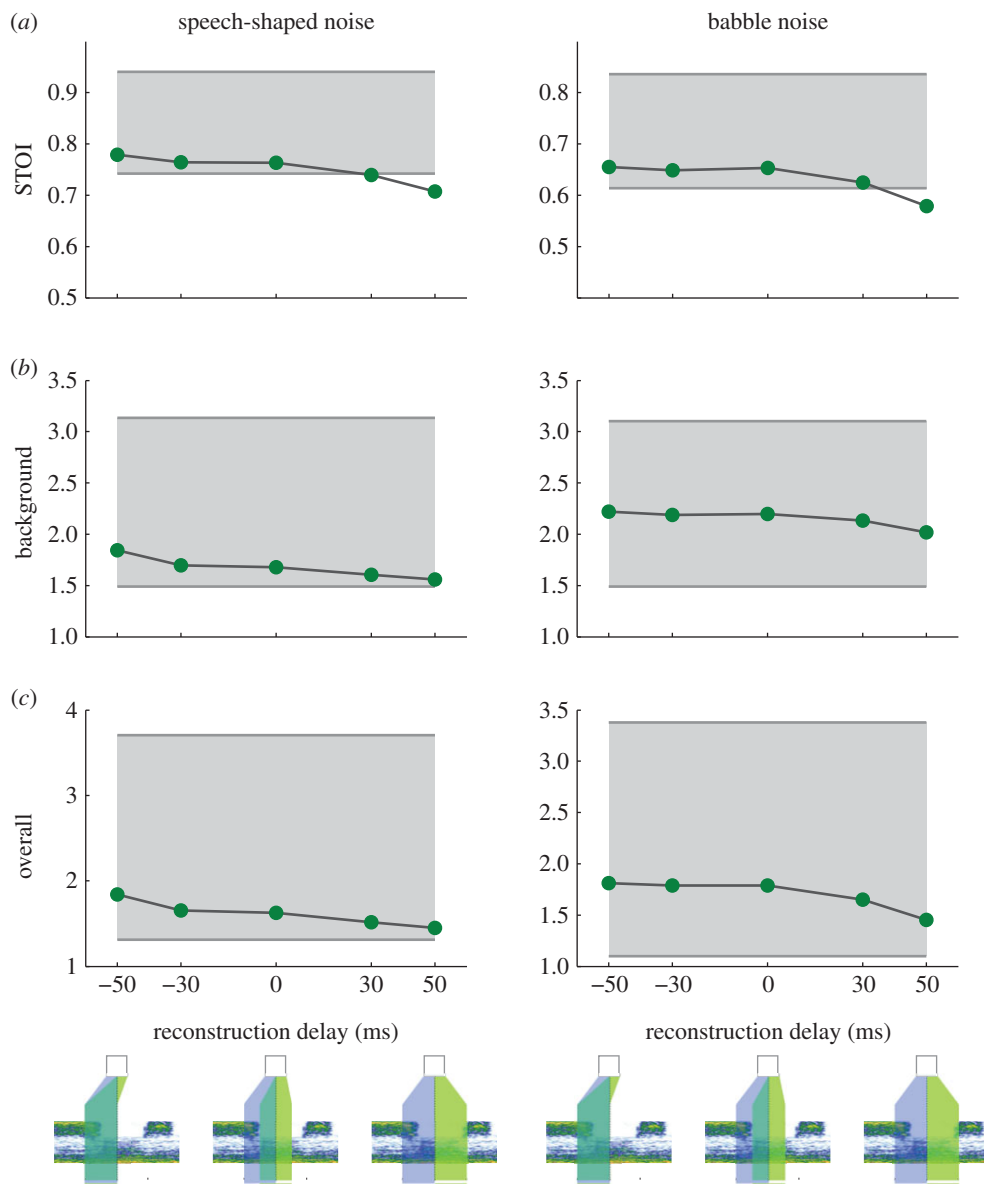 (a) speech-shaped noise babble noise
0.9 0.8
0.8 0.7
STOI
0.7 0.6
0.6 0.5
0.5
(b)
3.5 3.5
3.0 3.0
2.5 2.5
background
2.0 2.0
1.5 1.5
1.0 1.0
(c)
4 3.5
3.0
3 2.5
overall
2 2.0
1.5
1 1.0
−50 −30 0 30 50 −50 −30 0 30 50
reconstruction delay (ms) reconstruction delay (ms)